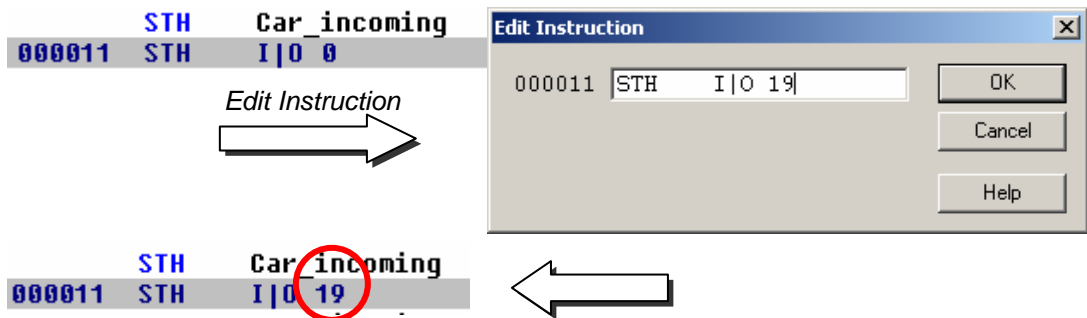 STH Car_incoming
000011 STH I|O 0
Edit Instruction
Edit Instruction
000011 STH I|O 19
OK
Cancel
Help
STH Car_incoming
000011 STH I|O 19